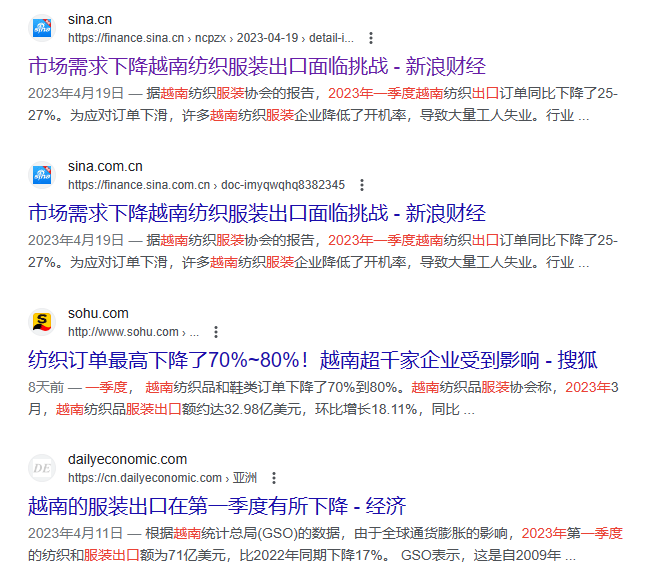 sina.cn
https://finance.sina.cn › ncpzx › 2023-04-19 › detail-i...
市场需求下降越南纺织服装出口面临挑战 - 新浪财经
2023年4月19日 — 据越南纺织服装协会的报告，2023年一季度越南纺织出口订单同比下降了25-
27%。为应对订单下滑，许多越南纺织服装企业降低了开机率，导致大量工人失业。行业 ...
sina.com.cn
https://finance.sina.com.cn › doc-imyqwqhq8382345
市场需求下降越南纺织服装出口面临挑战 - 新浪财经
2023年4月19日 — 据越南纺织服装协会的报告，2023年一季度越南纺织出口订单同比下降了25-
27%。为应对订单下滑，许多越南纺织服装企业降低了开机率，导致大量工人失业。行业 ...
sohu.com
http://www.sohu.com › ...
纺织订单最高下降了70%~80%！越南超千家企业受到影响 - 搜狐
8天前 — 一季度， 越南纺织品和鞋类订单下降了70%到80%。越南纺织品服装协会称，2023年3
月，越南纺织品服装出口额约达32.98亿美元，环比增长18.11%，同比 ...
DE
dailyeconomic.com
https://cn.dailyeconomic.com › 亚洲
越南的服装出口在第一季度有所下降 - 经济
2023年4月11日 — 根据越南统计总局(GSO)的数据，由于全球通货膨胀的影响，2023年第一季度
的纺织和服装出口额为71亿美元，比2022年同期下降17%。 GSO表示，这是自2009年 ...